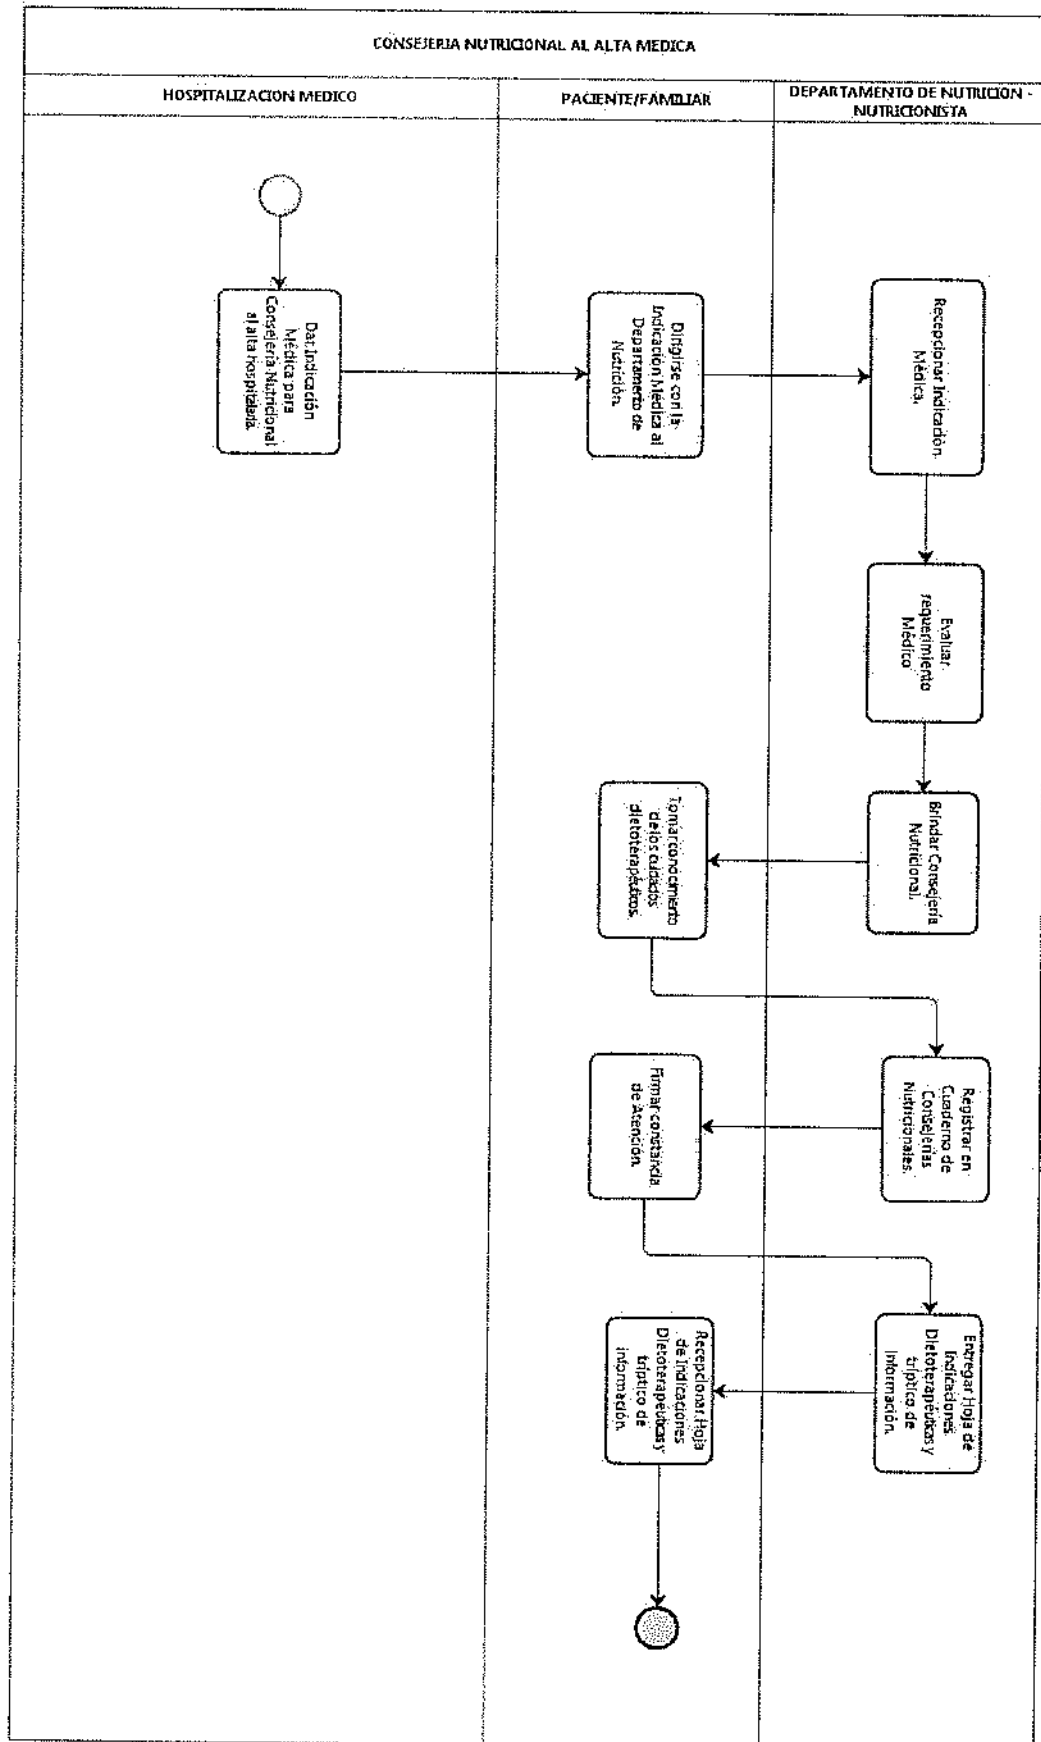 CONSEJERIA NUTRICIONAL AL ALTA MEDICA
HOSPITALIZACION MEDICO
PACIENTE/FAMILIAR
DEPARTAMENTO DE NUTRICION -
NUTRICIONISTA
Dar Indicación
Médica para
Consejería Nutricional
al alta hospitalaria.
Dirigirse con la
Indicación Médica al
Departamento de
Nutrición.
Recepcionar Indicación
Médica.
Evaluar
requerimiento
Médico
Brindar Consejería
Nutricional.
Tomar conocimiento
de los cuidados
dietoterapéuticos.
Registrar en
Cuaderno de
Consejerías
Nutricionales.
Firmar constancia
de Atención.
Entregar Hoja de
Indicaciones
Dietoterapéuticas y
tríptico de
información.
Recepcionar Hoja
de Indicaciones
Dietoterapéuticas y
tríptico de
información.